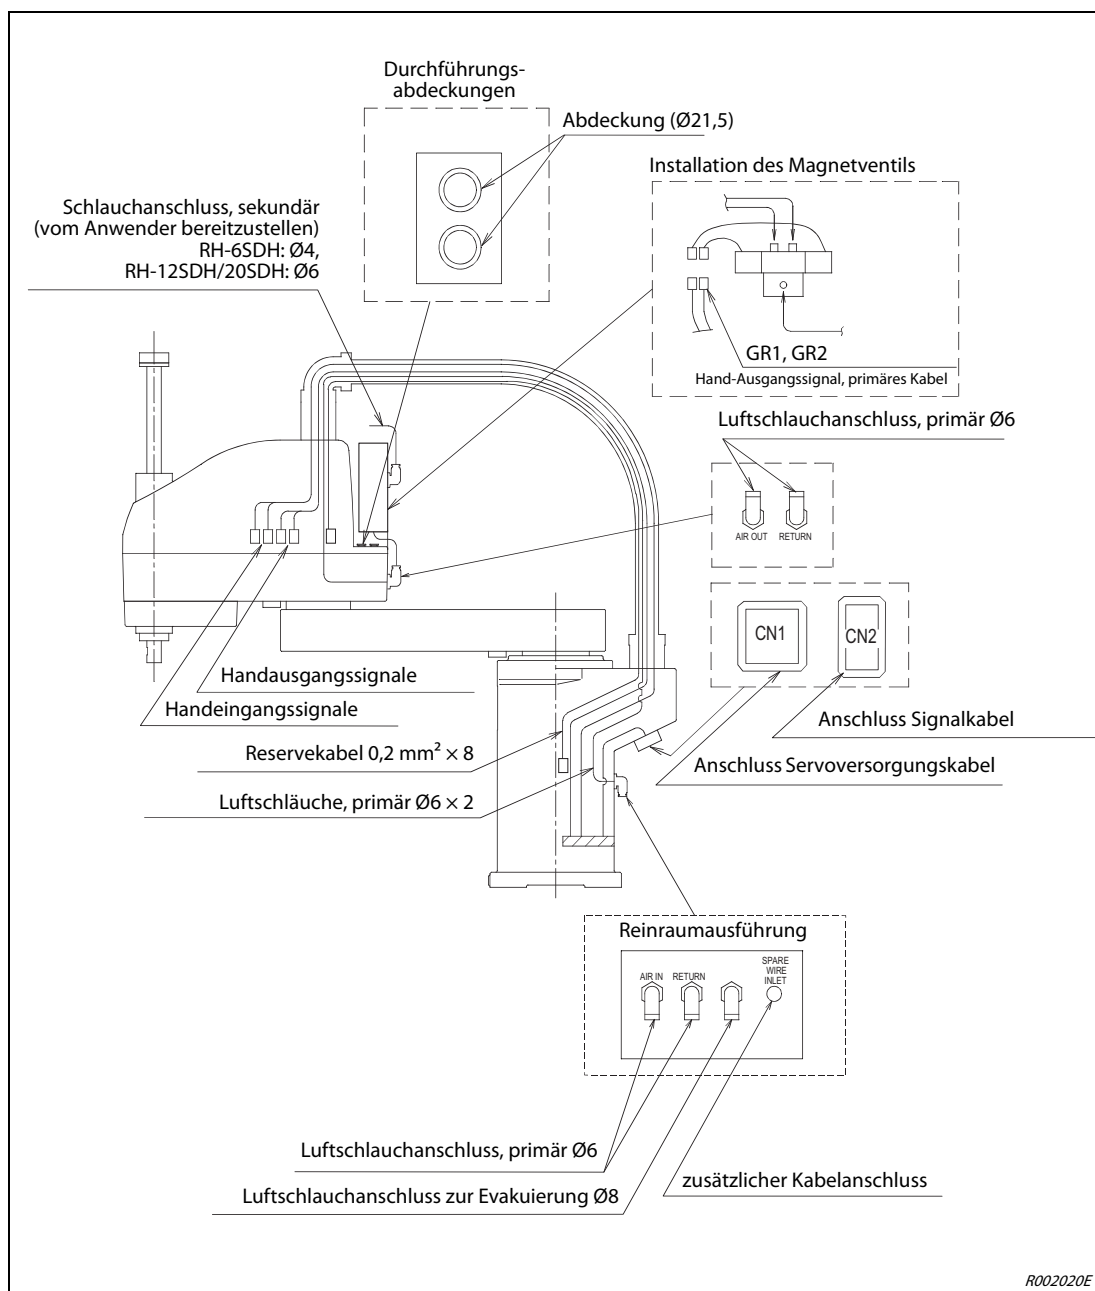 Durchführungs-
abdeckungen
Abdeckung (Ø21,5)
Installation des Magnetventils
Schlauchanschluss, sekundär
(vom Anwender bereitzustellen)
RH-6SDH: Ø4,
RH-12SDH/20SDH: Ø6
GR1, GR2
Hand-Ausgangssignal, primäres Kabel
Luftschlauchanschluss, primär Ø6
AIR OUT RETURN
CN1 CN2
Handausgangssignale
Handeingangssignale
Anschluss Signalkabel
Reservekabel 0,2 mm² × 8
Anschluss Servoversorgungskabel
Luftschläuche, primär Ø6 × 2
Reinraumausführung
AIR IN RETURN
SPARE
WIRE
INLET
Luftschlauchanschluss, primär Ø6
zusätzlicher Kabelanschluss
Luftschlauchanschluss zur Evakuierung Ø8
R002020E